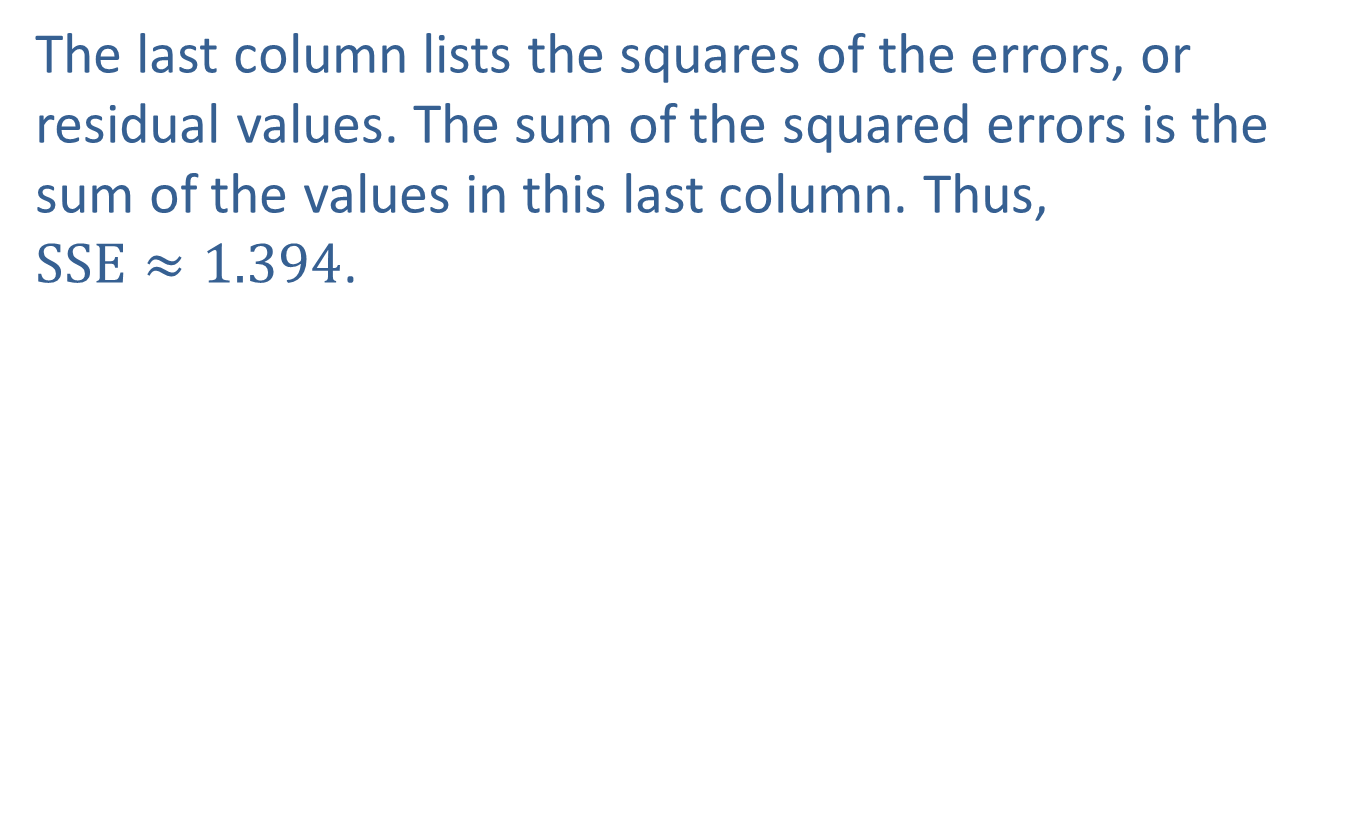 The last column lists the squares of the errors, or
residual values. The sum of the squared errors is the
sum of the values in this last column. Thus,
SSE ≈ 1.394.